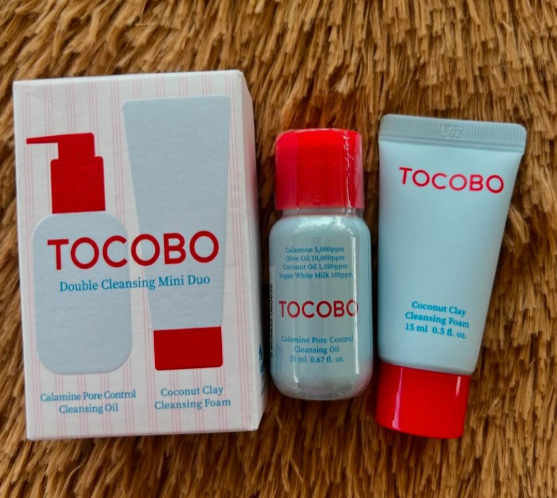 TOCOBO
Double Cleansing Mini Duo
Calamine Pore Control
Cleansing Oil
Coconut Clay
Cleansing Foam
Calamine 5,000ppm
Olive Oil 10,000ppm
Coconut Oil 1,000ppm
Vegan White Milk 100ppm
TOCOBO
Calamine Pore Control
Cleansing Oil
20 ml 0.67 fl. oz.
TOCOBO
Coconut Clay
Cleansing Foam
15 ml 0.5 fl. oz.